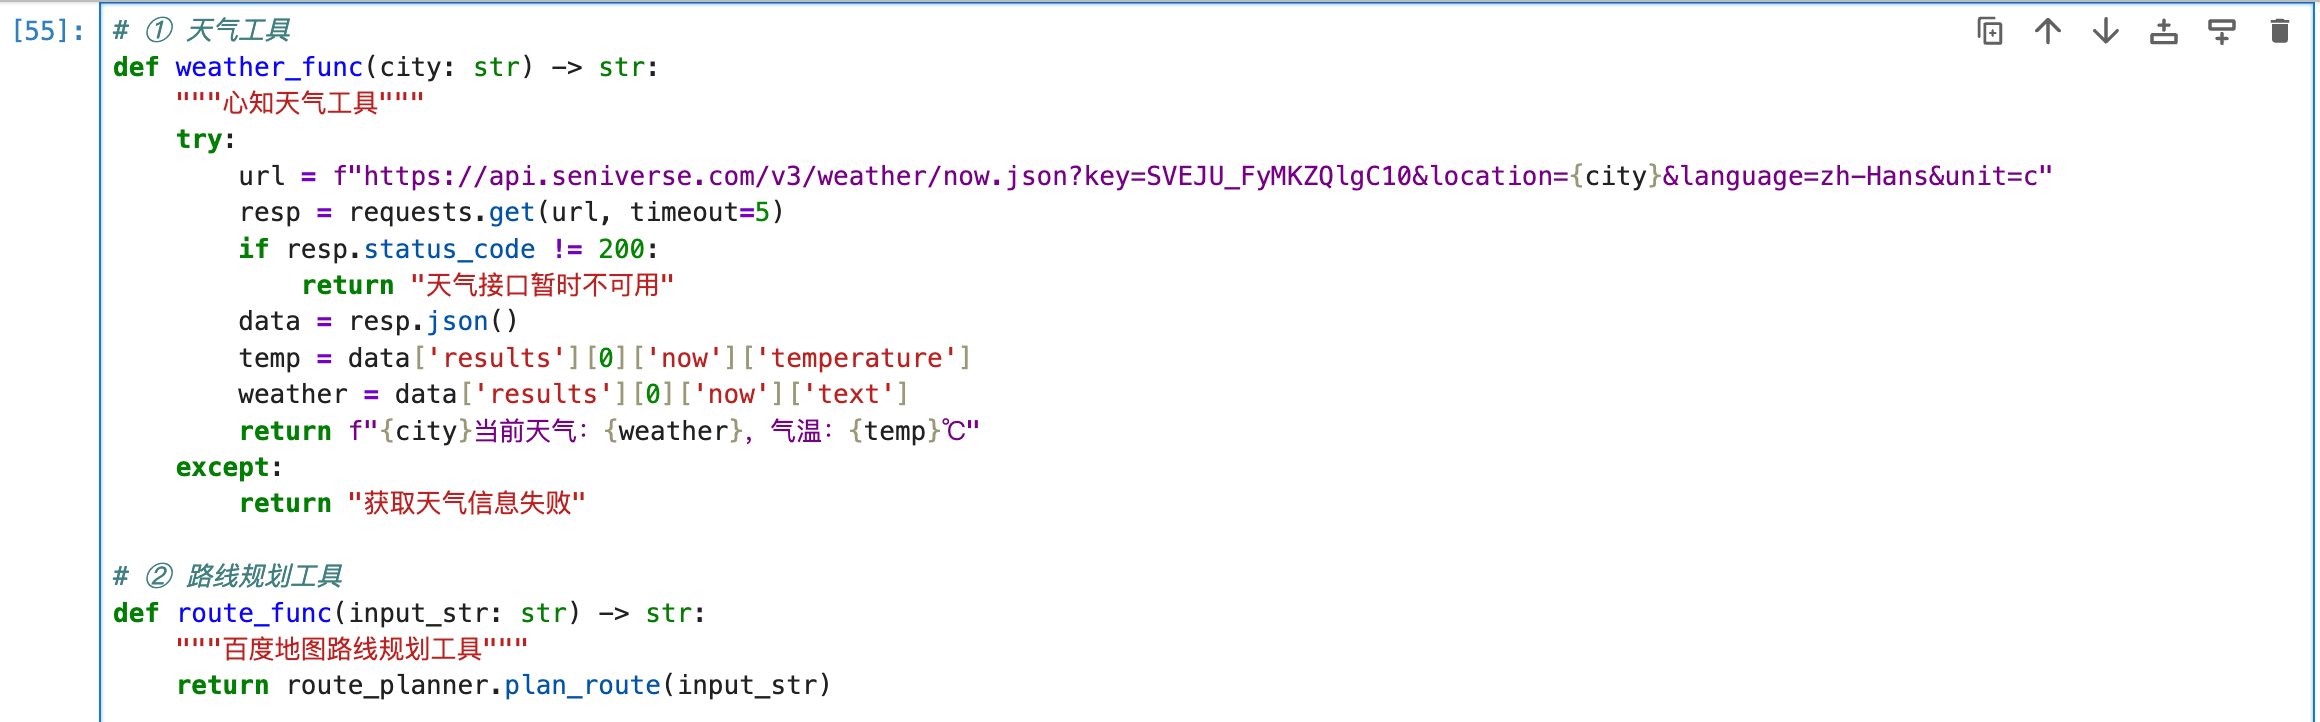 [55]:
# ① 天气工具
def weather_func(city: str) -> str:
    """心知天气工具"""
    try:
        url = f"https://api.seniverse.com/v3/weather/now.json?key=SVEJU_FyMKZQlgC10&location={city}&language=zh-Hans&unit=c"
        resp = requests.get(url, timeout=5)
        if resp.status_code != 200:
            return "天气接口暂时不可用"
        data = resp.json()
        temp = data['results'][0]['now']['temperature']
        weather = data['results'][0]['now']['text']
        return f"{city}当前天气：{weather}，气温：{temp}℃"
    except:
        return "获取天气信息失败"
# ② 路线规划工具
def route_func(input_str: str) -> str:
    """百度地图路线规划工具"""
    return route_planner.plan_route(input_str)